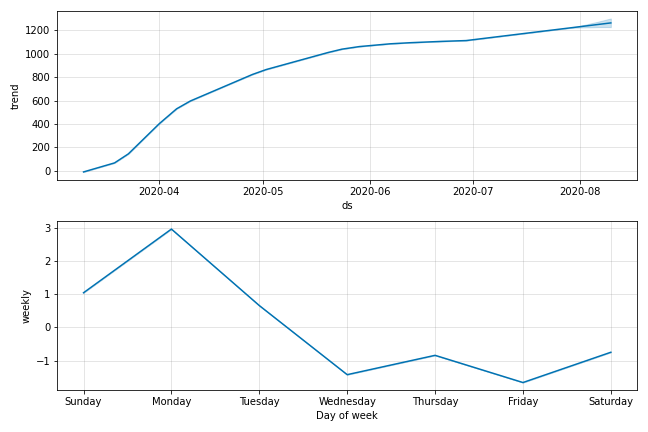 1200
1000
800
600
400
200
0
trend
2020-04 2020-05 2020-06 2020-07 2020-08
ds
3
2
1
0
−1
weekly
Sunday Monday Tuesday Wednesday Thursday Friday Saturday
Day of week